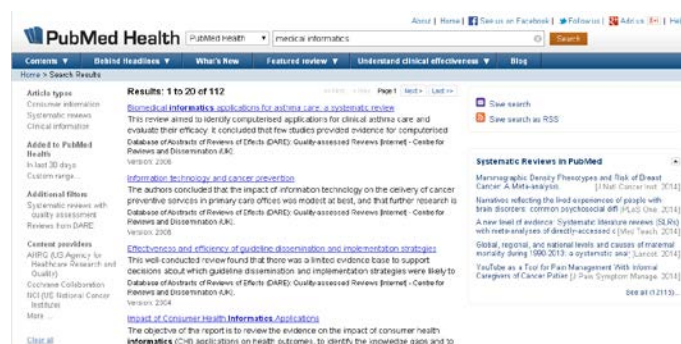 About | Home | See us on Facebook | Follow us | Add us | Hel
PubMed Health
PubMed Health
medical informatics
Search
Contents ▼ Behind Headlines ▼ What's New Featured review ▼ Understand clinical effectiveness ▼ Blog
Home > Search Results
Article types
Consumer information
Systematic reviews
Clinical information
Added to PubMed
Health
In last 30 days
Custom range...
Additional filters
Systematic reviews with
quality assessment
Reviews from DARE
Content providers
AHRQ (US Agency for
Healthcare Research and
Quality)
Cochrane Collaboration
NCI (US National Cancer
Institute)
More ...
Clear all
Results: 1 to 20 of 112
Page 1 Next > Last >>
Biomedical informatics applications for asthma care: a systematic review
This review aimed to identify computerised applications for clinical asthma care and
evaluate their efficacy. It concluded that few studies provided evidence for computerised
Database of Abstracts of Reviews of Effects (DARE): Quality-assessed Reviews [Internet] - Centre for
Reviews and Dissemination (UK).
Version: 2006
Information technology and cancer prevention
The authors concluded that the impact of information technology on the delivery of cancer
preventive services in primary care offices was modest at best, and that further research is
Database of Abstracts of Reviews of Effects (DARE): Quality-assessed Reviews [Internet] - Centre for
Reviews and Dissemination (UK).
Version: 2006
Effectiveness and efficiency of guideline dissemination and implementation strategies
This well-conducted review found that there was a limited evidence base to support
decisions about which guideline dissemination and implementation strategies were likely to
Database of Abstracts of Reviews of Effects (DARE): Quality-assessed Reviews [Internet] - Centre for
Reviews and Dissemination (UK).
Version: 2004
Impact of Consumer Health Informatics Applications
The objective of the report is to review the evidence on the impact of consumer health
informatics (CHI) applications on health outcomes, to identify the knowledge gaps and to
Save search
Save search as RSS
Systematic Reviews in PubMed
Mammographic Density Phenotypes and Risk of Breast
Cancer: A Meta-analysis. [J Natl Cancer Inst. 2014]
Narratives reflecting the lived experiences of people with
brain disorders: common psychosocial diff [PLoS One. 2014]
A new level of evidence: Systematic literature reviews (SLRs)
with meta-analyses of directly-accessed c [Med Teach. 2014]
Global, regional, and national levels and causes of maternal
mortality during 1990-2013: a systematic anal [Lancet. 2014]
YouTube as a Tool for Pain Management With Informal
Caregivers of Cancer Patien [J Pain Symptom Manage. 2014]
See all (12115)...